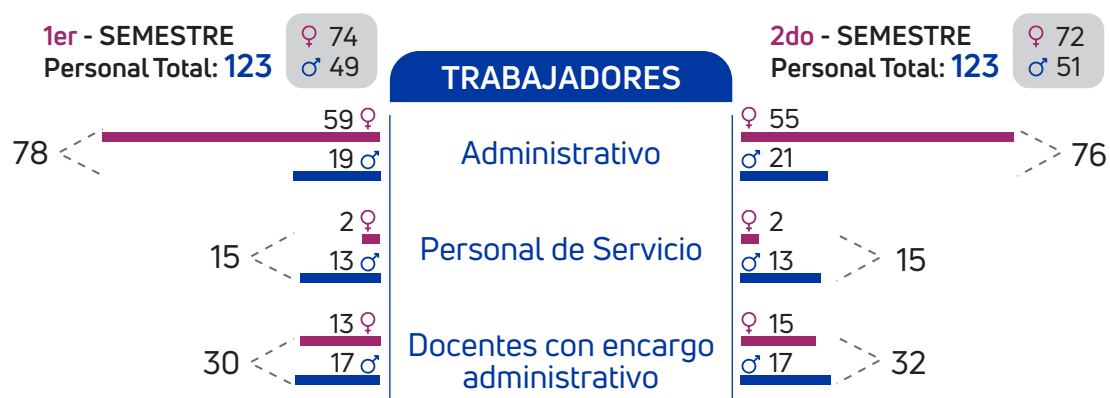 1er - SEMESTRE
Personal Total: 123
♀ 74
♂ 49
TRABAJADORES
2do - SEMESTRE
Personal Total: 123
♀ 72
♂ 51
78
59 ♀
19 ♂
Administrativo
♀ 55
♂ 21
76
15
2 ♀
13 ♂
Personal de Servicio
♀ 2
♂ 13
15
30
13 ♀
17 ♂
Docentes con encargo
administrativo
♀ 15
♂ 17
32